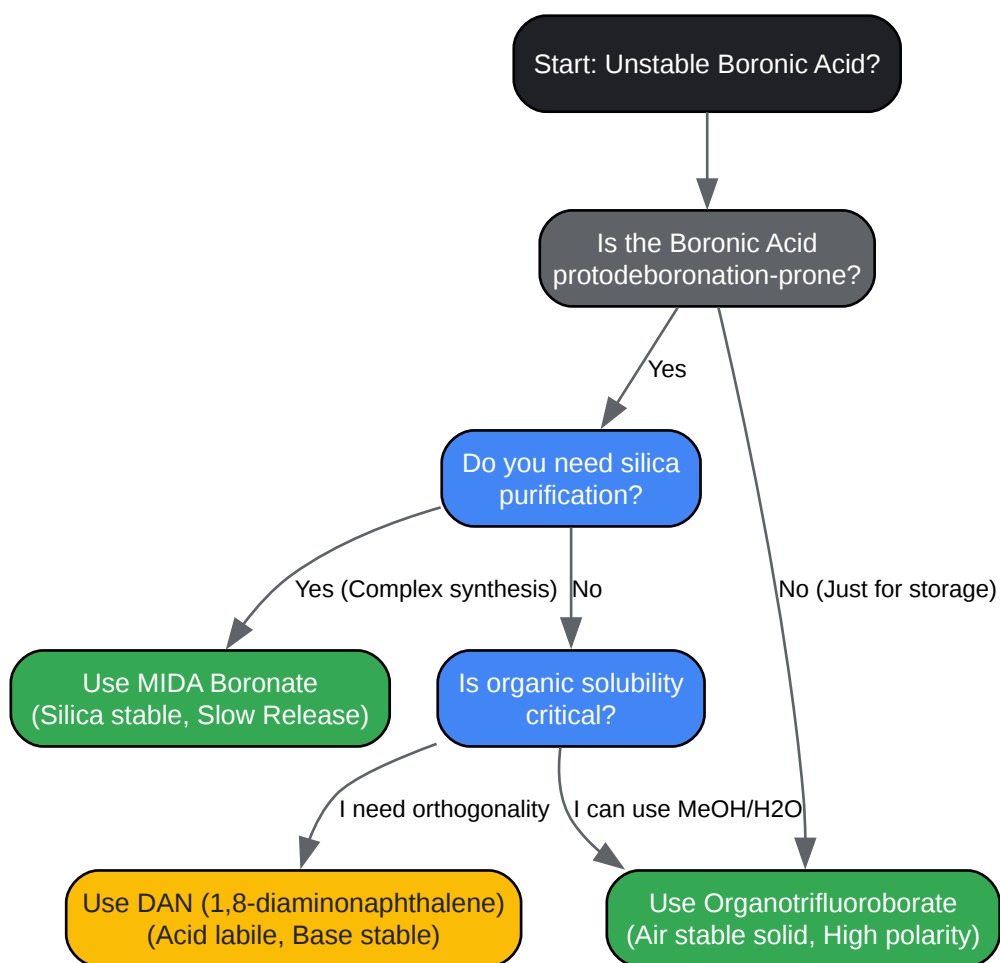 Start: Unstable Boronic Acid?
Is the Boronic Acid
protodeboronation-prone?
Yes
Do you need silica
purification?
Yes (Complex synthesis)
No
No (Just for storage)
Use MIDA Boronate
(Silica stable, Slow Release)
Is organic solubility
critical?
I need orthogonality
I can use MeOH/H2O
Use DAN (1,8-diaminonaphthalene)
(Acid labile, Base stable)
Use Organotrifluoroborate
(Air stable solid, High polarity)